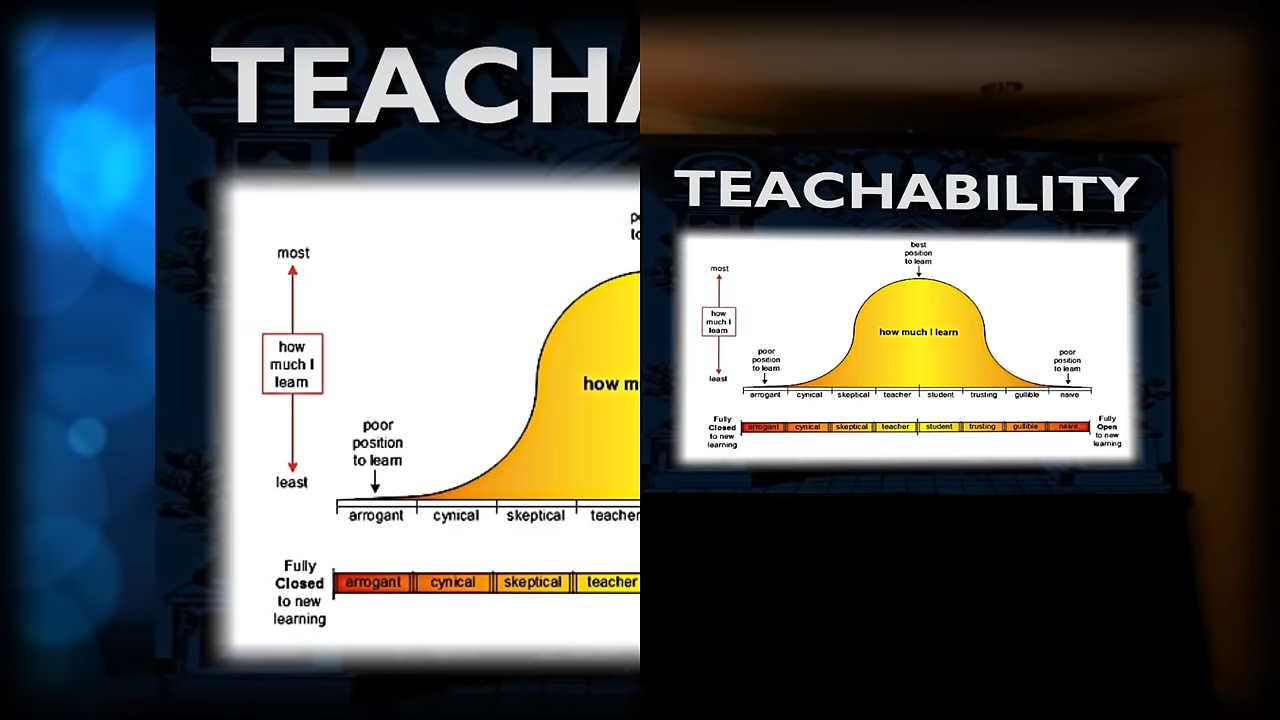 TEACHA
po
to
most
how
much I
learn
least
how m
poor
position
to learn
arrogant cynical skeptical teacher
Fully
Closed
to new
learning
arrogant cynical skeptical teacher
TEACHABILITY
best
position
to learn
most
how
much I
learn
least
how much I learn
poor
position
to learn
poor
position
to learn
arrogant cynical skeptical teacher student trusting gullible naive
Fully
Closed
to new
learning
arrogant cynical skeptical teacher student trusting gullible naive
Fully
Open
to new
learning